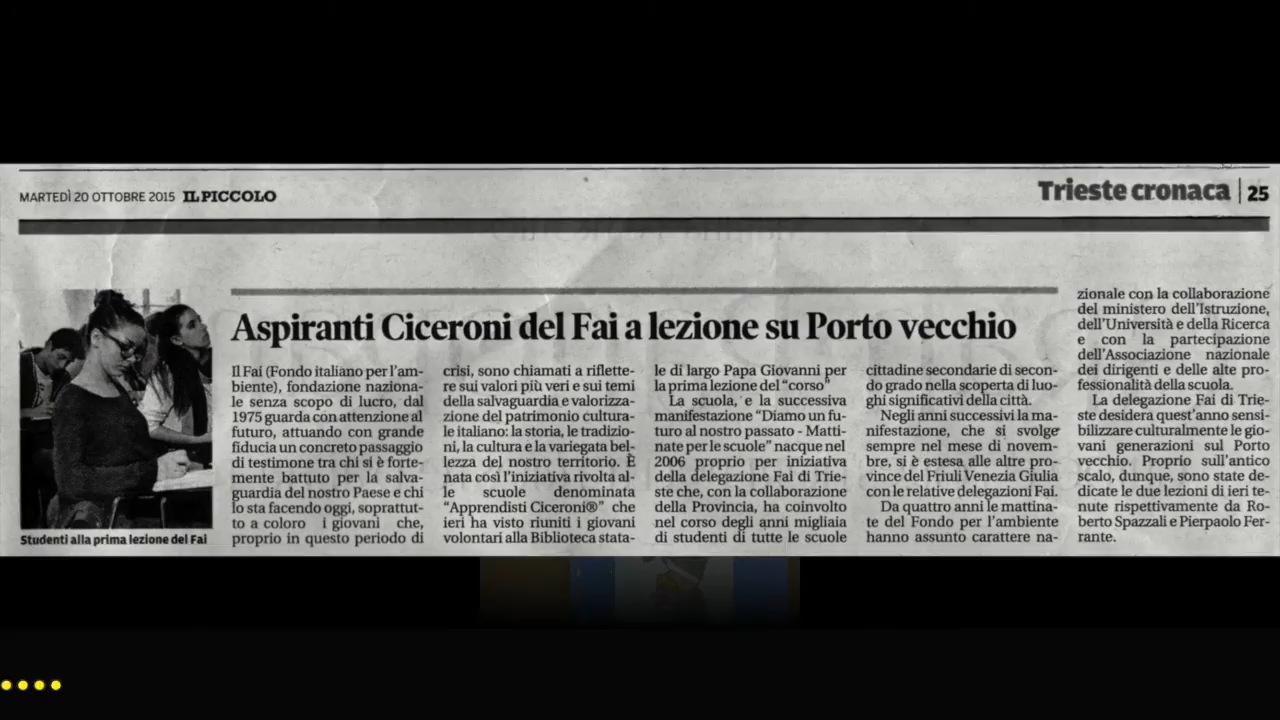 MARTEDÌ 20 OTTOBRE 2015 IL PICCOLO
Trieste cronaca | 25
Aspiranti Ciceroni del Fai a lezione su Porto vecchio
Studenti alla prima lezione del Fai
Il Fai (Fondo italiano per l'am-
biente), fondazione naziona-
le senza scopo di lucro, dal
1975 guarda con attenzione al
futuro, attuando con grande
fiducia un concreto passaggio
di testimone tra chi si è forte-
mente battuto per la salva-
guardia del nostro Paese e chi
lo sta facendo oggi, soprattut-
to a coloro i giovani che,
proprio in questo periodo di
crisi, sono chiamati a riflette-
re sui valori più veri e sui temi
della salvaguardia e valorizza-
zione del patrimonio cultura-
le italiano: la storia, le tradizio-
ni, la cultura e la variegata bel-
lezza del nostro territorio. È
nata così l'iniziativa rivolta al-
le scuole denominata
“Apprendisti Ciceroni®” che
ieri ha visto riuniti i giovani
volontari alla Biblioteca stata-
le di largo Papa Giovanni per
la prima lezione del “corso”
La scuola, e la successiva
manifestazione “Diamo un fu-
turo al nostro passato - Matti-
nate per le scuole” nacque nel
2006 proprio per iniziativa
della delegazione Fai di Trie-
ste che, con la collaborazione
della Provincia, ha coinvolto
nel corso degli anni migliaia
di studenti di tutte le scuole
cittadine secondarie di secon-
do grado nella scoperta di luo-
ghi significativi della città.
Negli anni successivi la ma-
nifestazione, che si svolge
sempre nel mese di novem-
bre, si è estesa alle altre pro-
vince del Friuli Venezia Giulia
con le relative delegazioni Fai.
Da quattro anni le mattina-
te del Fondo per l'ambiente
hanno assunto carattere na-
zionale con la collaborazione
del ministero dell'Istruzione,
dell'Università e della Ricerca
e con la partecipazione
dell'Associazione nazionale
dei dirigenti e delle alte pro-
fessionalità della scuola.
La delegazione Fai di Trie-
ste desidera quest'anno sensi-
bilizzare culturalmente le gio-
vani generazioni sul Porto
vecchio. Proprio sull'antico
scalo, dunque, sono state de-
dicate le due lezioni di ieri te-
nute rispettivamente da Ro-
berto Spazzali e Pierpaolo Fer-
rante.